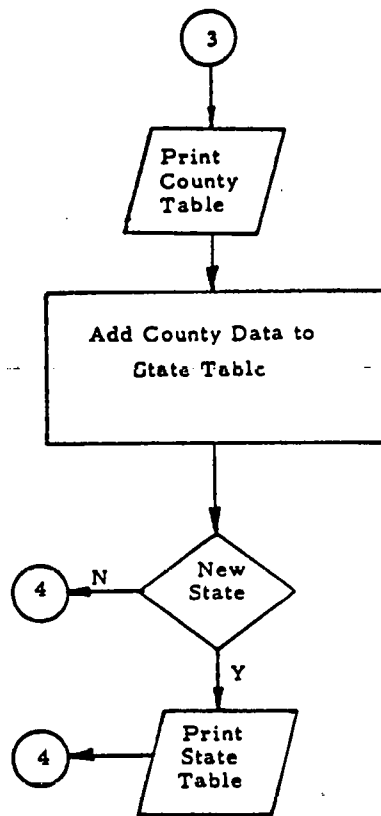 3
Print
County
Table
Add County Data to
State Table
4
N
New
State
Y
4
Print
State
Table